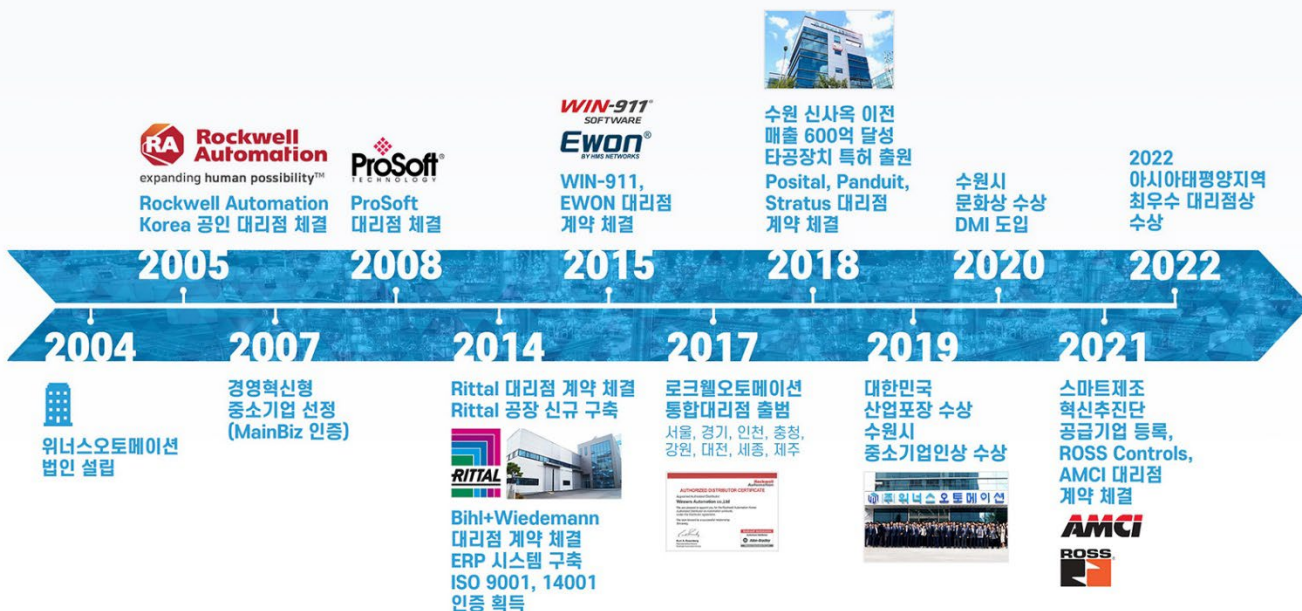 RA
Rockwell
Automation
expanding human possibility™
Rockwell Automation
Korea 공인 대리점 체결
2005
ProSoft®
TECHNOLOGY
ProSoft
대리점 체결
2008
WIN-911®
SOFTWARE
Ewon®
BY HMS NETWORKS
WIN-911,
EWON 대리점
계약 체결
2015
수원 신사옥 이전
매출 600억 달성
타공장치 특허 출원
Posital, Panduit,
Stratus 대리점
계약 체결
2018
수원시
문화상 수상
DMI 도입
2020
2022
아시아태평양지역
최우수 대리점상
수상
2022
2004
위너스오토메이션
법인 설립
2007
경영혁신형
중소기업 선정
(MainBiz 인증)
2014
Rittal 대리점 계약 체결
Rittal 공장 신규 구축
RITTAL
Bihl+Wiedemann
대리점 계약 체결
ERP 시스템 구축
ISO 9001, 14001
인증 획득
2017
로크웰오토메이션
통합대리점 출범
서울, 경기, 인천, 충청,
강원, 대전, 세종, 제주
Rockwell
Automation
AUTHORIZED DISTRIBUTOR CERTIFICATE
2019
대한민국
산업포장 수상
수원시
중소기업인상 수상
위너스오토메이션
2021
스마트제조
혁신추진단
공급기업 등록,
ROSS Controls,
AMCI 대리점
계약 체결
AMCI
ROSS